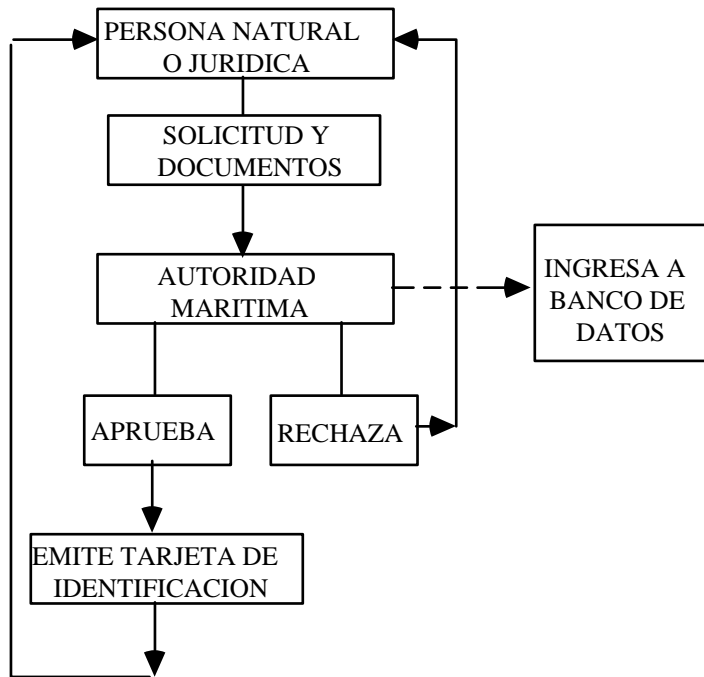 PERSONA NATURAL
O JURIDICA
SOLICITUD Y
DOCUMENTOS
AUTORIDAD
MARITIMA
INGRESA A
BANCO DE
DATOS
APRUEBA
RECHAZA
EMITE TARJETA DE
IDENTIFICACION